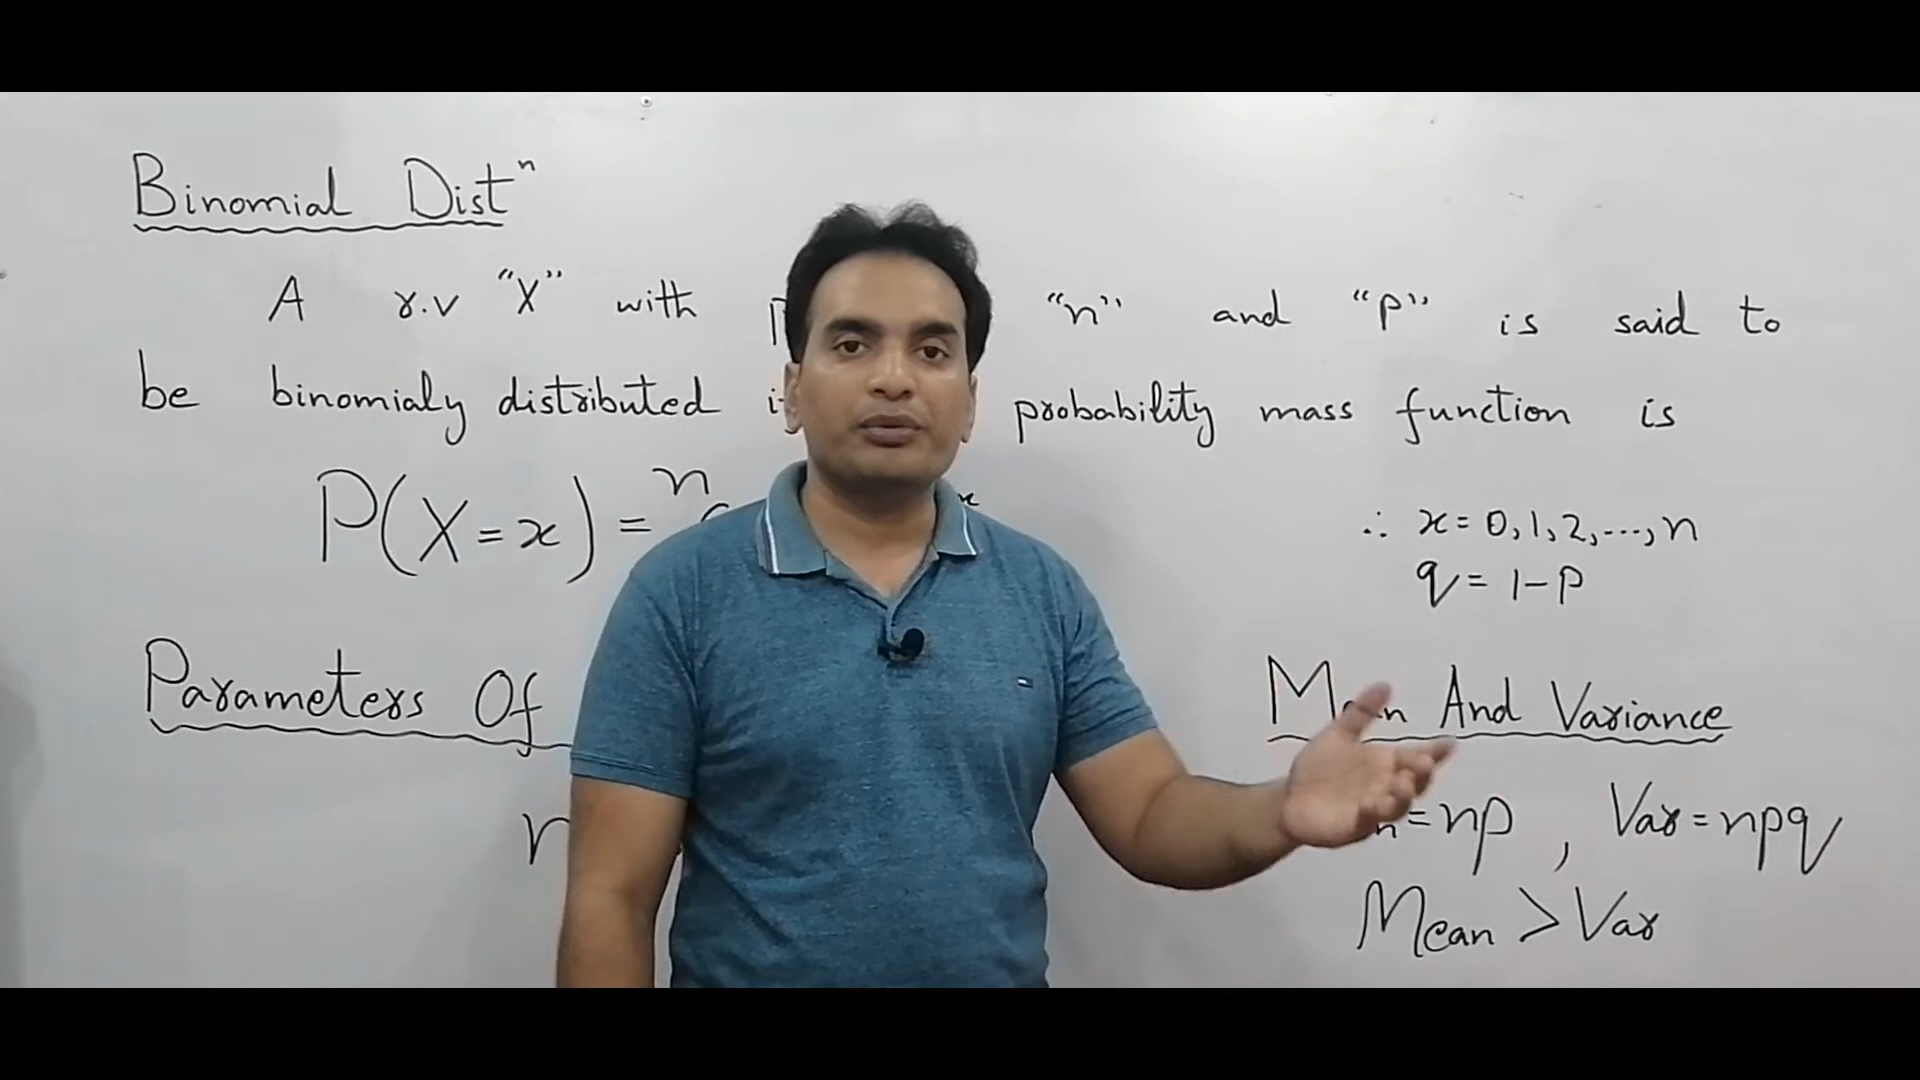 Binomial Distⁿ
A r.v "X" with "n" and "P" is said to
be binomialy distributed probability mass function is
P(X=x) = n x ∴ x = 0,1,2,...,n
q = 1-P
Parameters Of Mean And Variance
n = np , Var = npq
Mean > Var